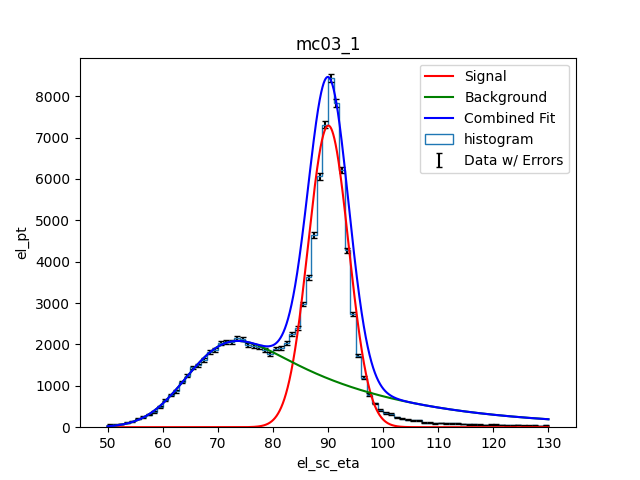 mc03_1
Signal
Background
Combined Fit
histogram
Data w/ Errors
el_pt
8000
7000
6000
5000
4000
3000
2000
1000
0
50 60 70 80 90 100 110 120 130
el_sc_eta